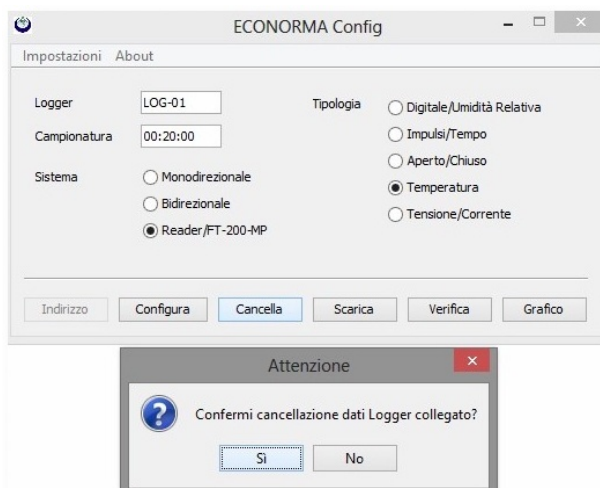 ECONORMA Config
Impostazioni About
Logger LOG-01 Tipologia Digitale/Umidità Relativa
Campionatura 00:20:00 Impulsi/Tempo
Aperto/Chiuso
Sistema Monodirezionale Temperatura
Bidirezionale Tensione/Corrente
Reader/FT-200-MP
Indirizzo Configura Cancella Scarica Verifica Grafico
Attenzione
Confermi cancellazione dati Logger collegato?
Sì No